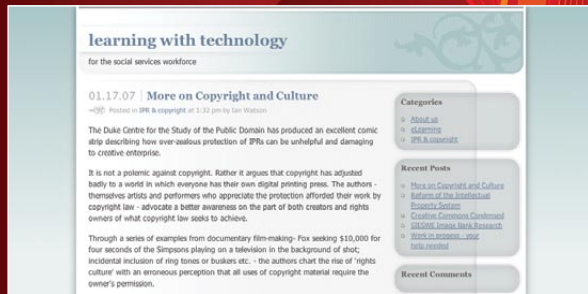 learning with technology
for the social services workforce
01.17.07 | More on Copyright and Culture
Posted in IPR & copyright at 1:32 pm by Ian Watson
The Duke Centre for the Study of the Public Domain has produced an excellent comic
strip describing how over-zealous protection of IPRs can be unhelpful and damaging
to creative enterprise.
It is not a polemic against copyright. Rather it argues that copyright has adjusted
badly to a world in which everyone has their own digital printing press. The authors -
themselves artists and performers who appreciate the protection afforded their work by
copyright law - advocate a better awareness on the part of both creators and rights
owners of what copyright law seeks to achieve.
Through a series of examples from documentary film-making- Fox seeking $10,000 for
four seconds of the Simpsons playing on a television in the background of shot;
incidental inclusion of ring tones or buskers etc. - the authors chart the rise of 'rights
culture' with an erroneous perception that all uses of copyright material require the
owner's permission.
Categories
About us
eLearning
IPR & copyright
Recent Posts
More on Copyright and Culture
Reform of the Intellectual
Property System
Creative Commons Condensed
SIESWE Image Bank Research
Work in progess - your
help needed
Recent Comments